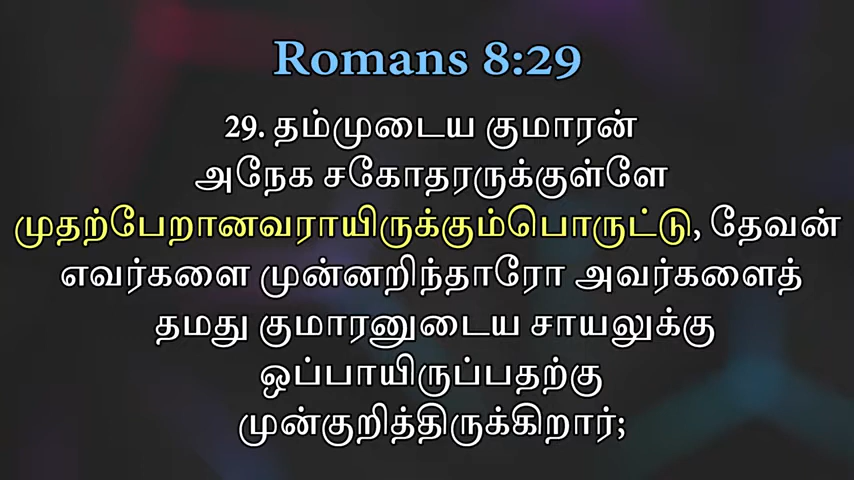 Romans 8:29
29. தம்முடைய குமாரன்
அநேக சகோதரருக்குள்ளே
முதற்பேறானவராயிருக்கும்பொருட்டு, தேவன்
எவர்களை முன்னறிந்தாரோ அவர்களைத்
தமது குமாரனுடைய சாயலுக்கு
ஒப்பாயிருப்பதற்கு
முன்குறித்திருக்கிறார்;